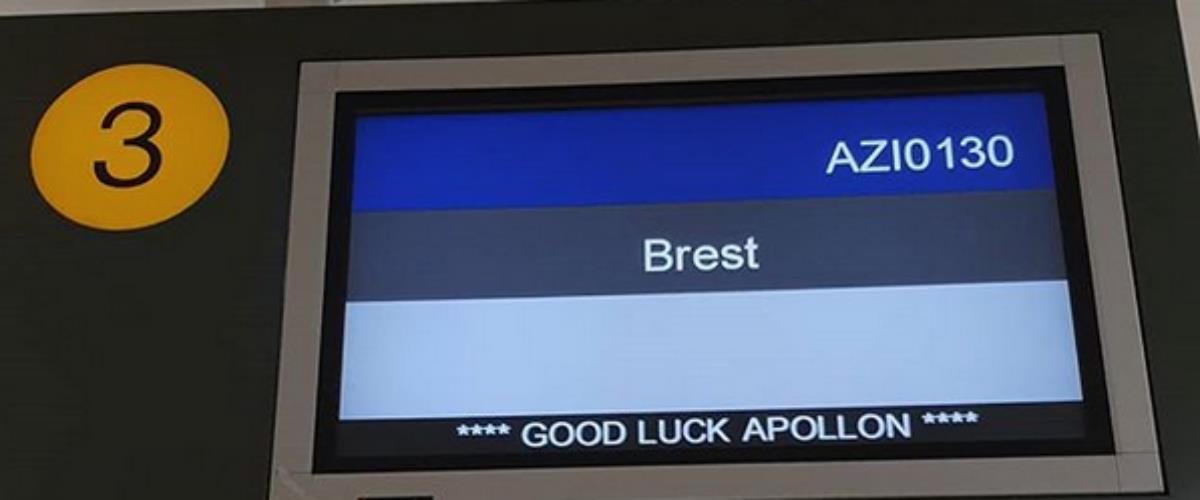 3
AZI0130
Brest
**** GOOD LUCK APOLLON ****